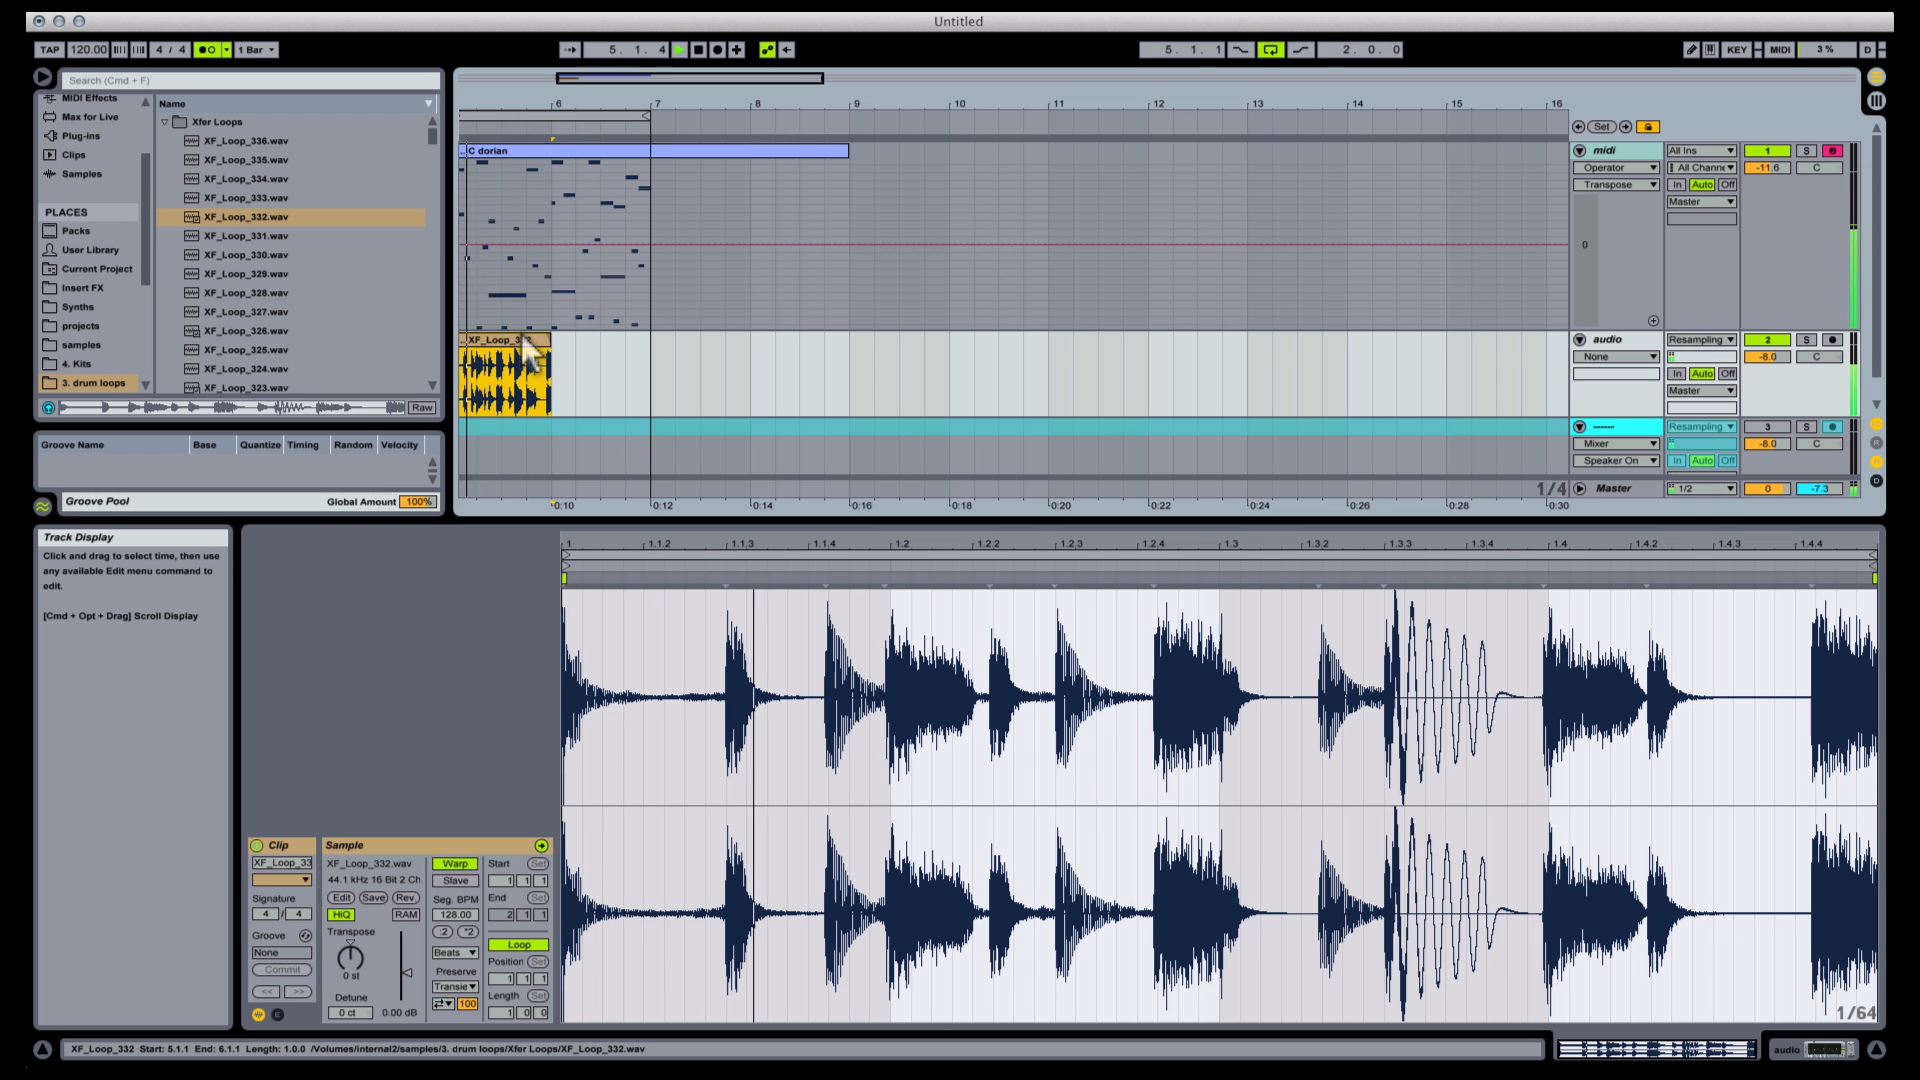 Untitled
TAP 120.00 4 / 4 1 Bar 5. 1. 4 5. 1. 1 2. 0. 0 KEY MIDI 3 % D
Search (Cmd + F)
MIDI Effects
Max for Live
Plug-ins
Clips
Samples
PLACES
Packs
User Library
Current Project
Insert FX
Synths
projects
samples
4. Kits
3. drum loops
Name
Xfer Loops
XF_Loop_336.wav
XF_Loop_335.wav
XF_Loop_334.wav
XF_Loop_333.wav
XF_Loop_332.wav
XF_Loop_331.wav
XF_Loop_330.wav
XF_Loop_329.wav
XF_Loop_328.wav
XF_Loop_327.wav
XF_Loop_326.wav
XF_Loop_325.wav
XF_Loop_324.wav
XF_Loop_323.wav
Raw
Groove Name Base Quantize Timing Random Velocity
Groove Pool Global Amount 100%
6 7 8 9 10 11 12 13 14 15 16
Set
C dorian
midi All Ins 1 S
Operator All Channe -11.6 C
Transpose In Auto Off
Master
0
XF_Loop_3
audio Resampling 2 S
None -8.0 C
In Auto Off
Master
------ Resampling 3 S
Mixer -8.0 C
Speaker On In Auto Off
1/4 Master 1/2 0 -7.3
0:10 0:12 0:14 0:16 0:18 0:20 0:22 0:24 0:26 0:28 0:30
Track Display
Click and drag to select time, then use
any available Edit menu command to
edit.
[Cmd + Opt + Drag] Scroll Display
1 1.1.2 1.1.3 1.1.4 1.2 1.2.2 1.2.3 1.2.4 1.3 1.3.2 1.3.3 1.3.4 1.4 1.4.2 1.4.3 1.4.4
Clip
XF_Loop_33
Signature
4 / 4
Groove
None
Commit
<< >>
Sample
XF_Loop_332.wav
44.1 kHz 16 Bit 2 Ch
Edit Save Rev.
HiQ RAM
Transpose
0 st
Detune
0 ct 0.00 dB
Warp
Slave
Seg. BPM
128.00
:2 *2
Beats
Preserve
Transie
100
Start Set
1 1 1
End Set
2 1 1
Loop
Position Set
1 1 1
Length Set
1 0 0
1/64
XF_Loop_332 Start: 5.1.1 End: 6.1.1 Length: 1.0.0 /Volumes/internal2/samples/3. drum loops/Xfer Loops/XF_Loop_332.wav
audio